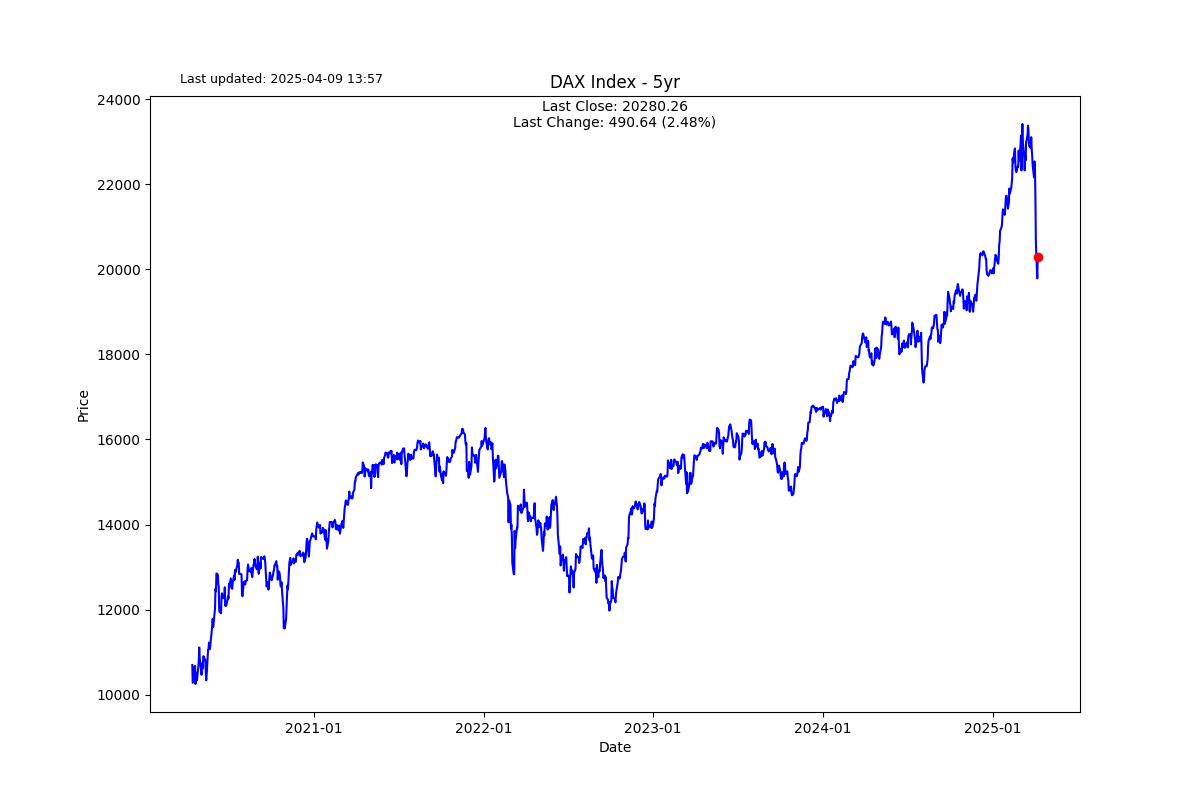 Last updated: 2025-04-09 13:57
DAX Index - 5yr
Last Close: 20280.26
Last Change: 490.64 (2.48%)
24000
22000
20000
18000
16000
14000
12000
10000
Price
2021-01
2022-01
2023-01
2024-01
2025-01
Date